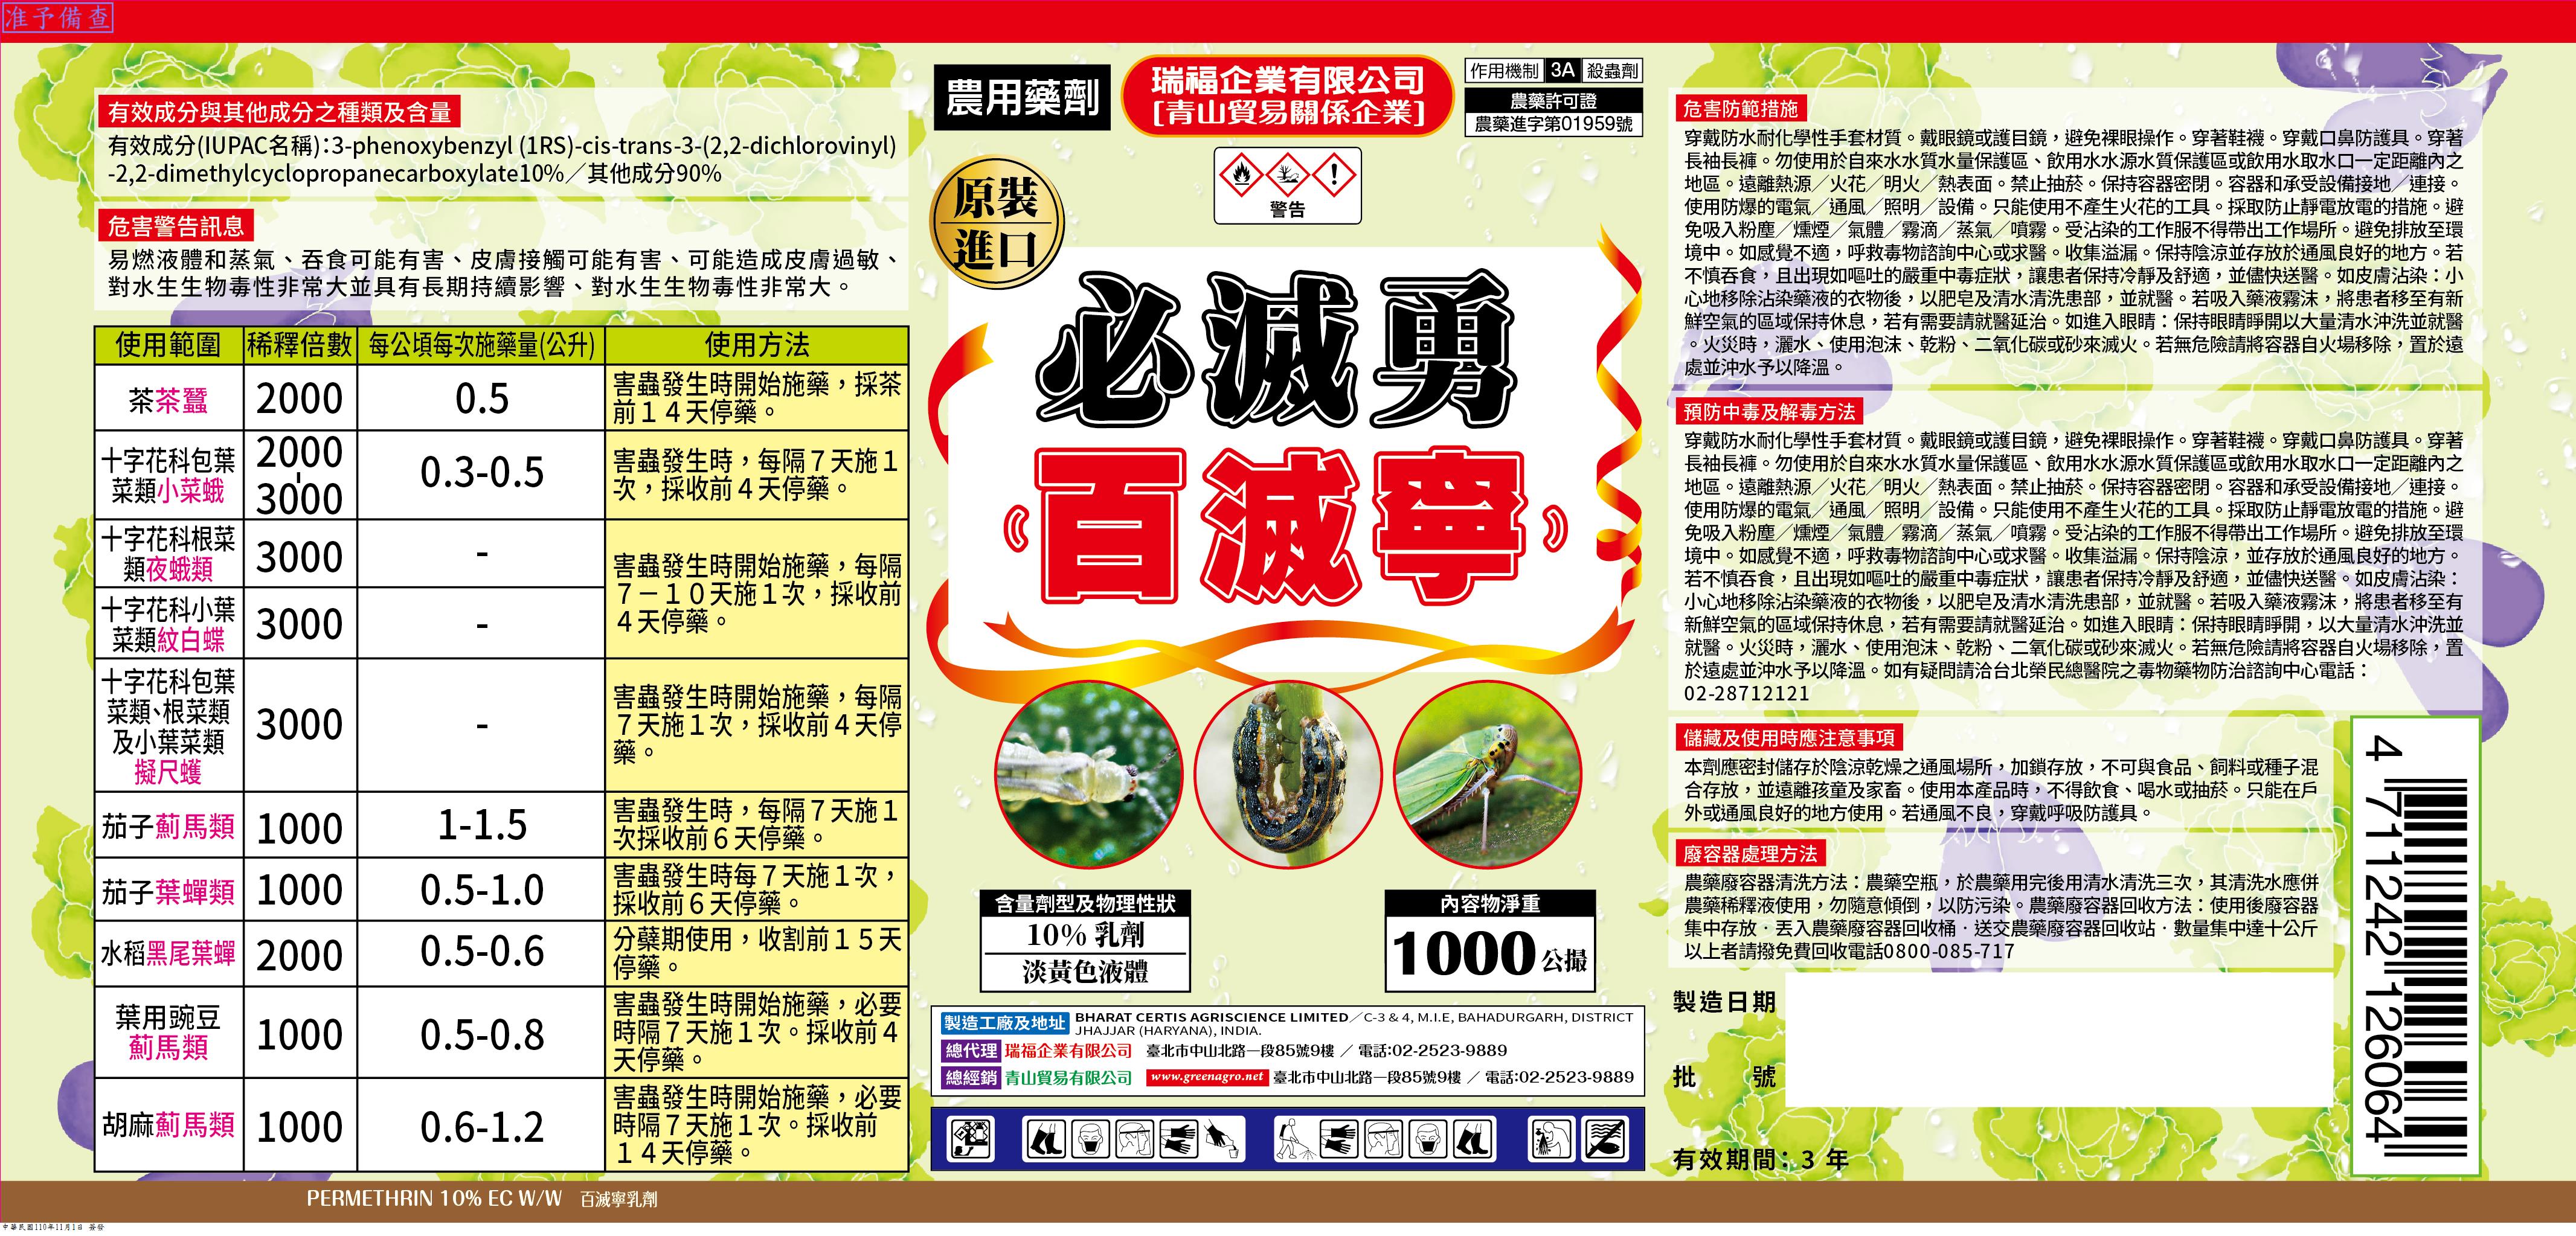 准予備查
有效成分與其他成分之種類及含量
有效成分(IUPAC名稱):3-phenoxybenzyl (1RS)-cis-trans-3-(2,2-dichlorovinyl)
-2,2-dimethylcyclopropanecarboxylate10%／其他成分90%
危害警告訊息
易燃液體和蒸氣、吞食可能有害、皮膚接觸可能有害、可能造成皮膚過敏、
對水生生物毒性非常大並具有長期持續影響、對水生生物毒性非常大。
使用範圍 稀釋倍數 每公頃每次施藥量(公升) 使用方法
茶茶蠶 2000 0.5 害蟲發生時開始施藥，採茶
前１４天停藥。
十字花科包葉
菜類小菜蛾 2000
-
3000 0.3-0.5 害蟲發生時，每隔７天施１
次，採收前４天停藥。
十字花科根菜
類夜蛾類 3000 -
十字花科小葉
菜類紋白蝶 3000 -
害蟲發生時開始施藥，每隔
７－１０天施１次，採收前
４天停藥。
十字花科包葉
菜類、根菜類
及小葉菜類
擬尺蠖 3000 -
害蟲發生時開始施藥，每隔
７天施１次，採收前４天停
藥。
茄子薊馬類 1000 1-1.5 害蟲發生時，每隔７天施１
次採收前６天停藥。
茄子葉蟬類 1000 0.5-1.0 害蟲發生時每７天施１次，
採收前６天停藥。
水稻黑尾葉蟬 2000 0.5-0.6 分蘗期使用，收割前１５天
停藥。
葉用豌豆
薊馬類 1000 0.5-0.8 害蟲發生時開始施藥，必要
時隔７天施１次。採收前４
天停藥。
胡麻薊馬類 1000 0.6-1.2 害蟲發生時開始施藥，必要
時隔７天施１次。採收前
１４天停藥。
PERMETHRIN 10% EC W/W 百滅寧乳劑
中華民國110年11月1日 簽發
農用藥劑
瑞福企業有限公司
[青山貿易關係企業]
作用機制 3A 殺蟲劑
農藥許可證
農藥進字第01959號
警告
原裝
進口
必滅勇
(百滅寧)
含量劑型及物理性狀
10% 乳劑
淡黃色液體
內容物淨重
1000公撮
製造工廠及地址 BHARAT CERTIS AGRISCIENCE LIMITED／C-3 & 4, M.I.E, BAHADURGARH, DISTRICT
JHAJJAR (HARYANA), INDIA.
總代理 瑞福企業有限公司 臺北市中山北路一段85號9樓 ／ 電話:02-2523-9889
總經銷 青山貿易有限公司 www.greenagro.net 臺北市中山北路一段85號9樓 ／ 電話:02-2523-9889
危害防範措施
穿戴防水耐化學性手套材質。戴眼鏡或護目鏡，避免裸眼操作。穿著鞋襪。穿戴口鼻防護具。穿著
長袖長褲。勿使用於自來水水質水量保護區、飲用水水源水質保護區或飲用水取水口一定距離內之
地區。遠離熱源／火花／明火／熱表面。禁止抽菸。保持容器密閉。容器和承受設備接地／連接。
使用防爆的電氣／通風／照明／設備。只能使用不產生火花的工具。採取防止靜電放電的措施。避
免吸入粉塵／燻煙／氣體／霧滴／蒸氣／噴霧。受沾染的工作服不得帶出工作場所。避免排放至環
境中。如感覺不適，呼救毒物諮詢中心或求醫。收集溢漏。保持陰涼並存放於通風良好的地方。若
不慎吞食，且出現如嘔吐的嚴重中毒症狀，讓患者保持冷靜及舒適，並儘快送醫。如皮膚沾染：小
心地移除沾染藥液的衣物後，以肥皂及清水清洗患部，並就醫。若吸入藥液霧沫，將患者移至有新
鮮空氣的區域保持休息，若有需要請就醫延治。如進入眼睛：保持眼睛睜開以大量清水沖洗並就醫
。火災時，灑水、使用泡沫、乾粉、二氧化碳或砂來滅火。若無危險請將容器自火場移除，置於遠
處並沖水予以降溫。
預防中毒及解毒方法
穿戴防水耐化學性手套材質。戴眼鏡或護目鏡，避免裸眼操作。穿著鞋襪。穿戴口鼻防護具。穿著
長袖長褲。勿使用於自來水水質水量保護區、飲用水水源水質保護區或飲用水取水口一定距離內之
地區。遠離熱源／火花／明火／熱表面。禁止抽菸。保持容器密閉。容器和承受設備接地／連接。
使用防爆的電氣／通風／照明／設備。只能使用不產生火花的工具。採取防止靜電放電的措施。避
免吸入粉塵／燻煙／氣體／霧滴／蒸氣／噴霧。受沾染的工作服不得帶出工作場所。避免排放至環
境中。如感覺不適，呼救毒物諮詢中心或求醫。收集溢漏。保持陰涼，並存放於通風良好的地方。
若不慎吞食，且出現如嘔吐的嚴重中毒症狀，讓患者保持冷靜及舒適，並儘快送醫。如皮膚沾染：
小心地移除沾染藥液的衣物後，以肥皂及清水清洗患部，並就醫。若吸入藥液霧沫，將患者移至有
新鮮空氣的區域保持休息，若有需要請就醫延治。如進入眼睛：保持眼睛睜開，以大量清水沖洗並
就醫。火災時，灑水、使用泡沫、乾粉、二氧化碳或砂來滅火。若無危險請將容器自火場移除，置
於遠處並沖水予以降溫。如有疑問請洽台北榮民總醫院之毒物藥物防治諮詢中心電話：
02-28712121
儲藏及使用時應注意事項
本劑應密封儲存於陰涼乾燥之通風場所，加鎖存放，不可與食品、飼料或種子混
合存放，並遠離孩童及家畜。使用本產品時，不得飲食、喝水或抽菸。只能在戶
外或通風良好的地方使用。若通風不良，穿戴呼吸防護具。
廢容器處理方法
農藥廢容器清洗方法：農藥空瓶，於農藥用完後用清水清洗三次，其清洗水應併
農藥稀釋液使用，勿隨意傾倒，以防污染。農藥廢容器回收方法：使用後廢容器
集中存放‧丟入農藥廢容器回收桶‧送交農藥廢容器回收站‧數量集中達十公斤
以上者請撥免費回收電話0800-085-717
製造日期
批 號
有效期間：3 年
4 711242 126064